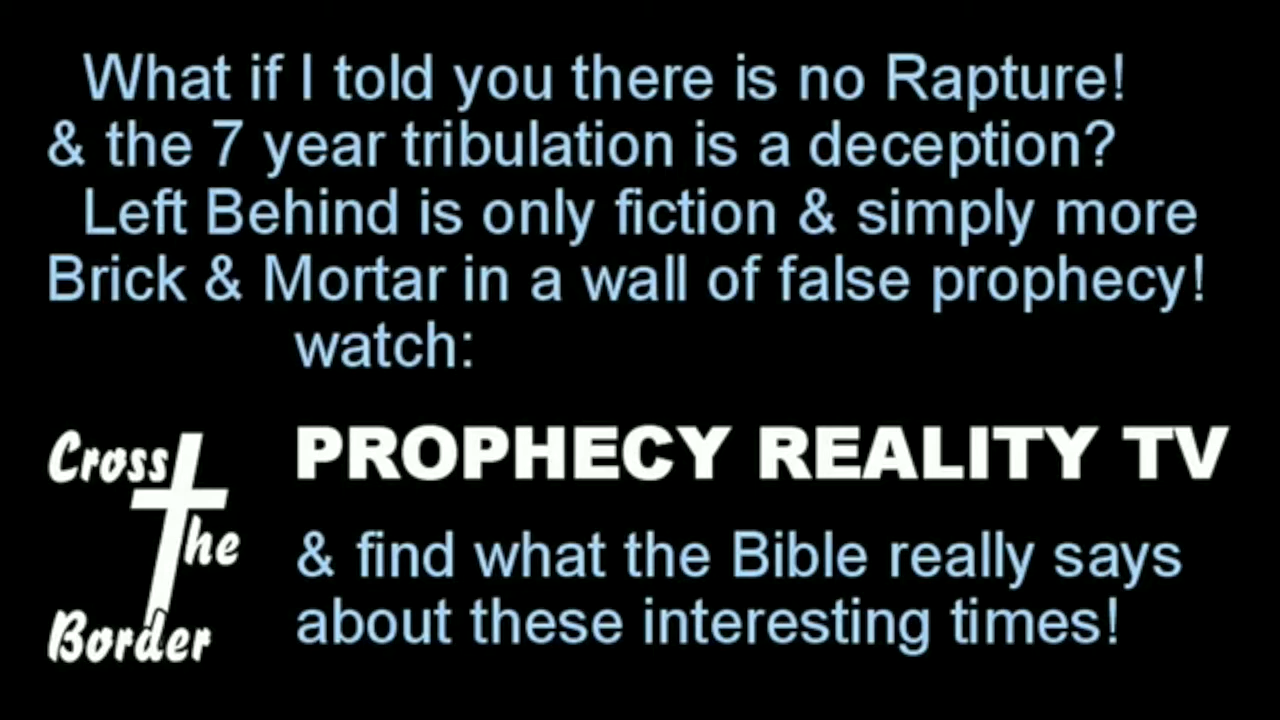 What if I told you there is no Rapture!
& the 7 year tribulation is a deception?
Left Behind is only fiction & simply more
Brick & Mortar in a wall of false prophecy!
watch:
Cross
The
Border
PROPHECY REALITY TV
& find what the Bible really says
about these interesting times!